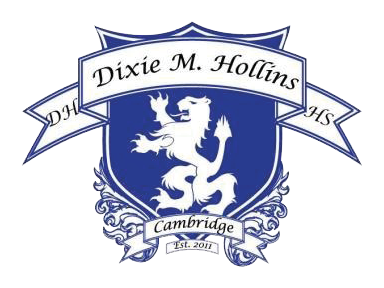 Dixie M. Hollins
DH
HS
Cambridge
Est. 2011